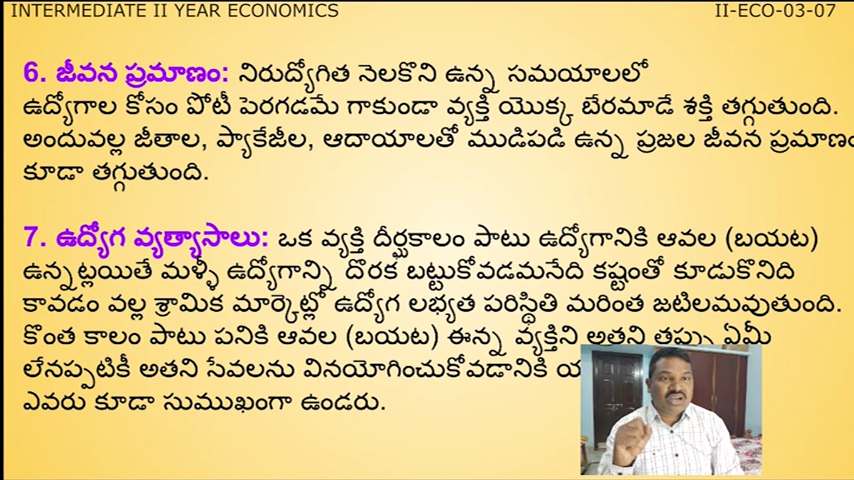 INTERMEDIATE II YEAR ECONOMICS
II-ECO-03-07
6. జీవన ప్రమాణం: నిరుద్యోగిత నెలకొని ఉన్న సమయాలలో
ఉద్యోగాల కోసం పోటీ పెరగడమే గాకుండా వ్యక్తి యొక్క బేరమాడే శక్తి తగ్గుతుంది.
అందువల్ల జీతాల, ప్యాకేజీల, ఆదాయాలతో ముడిపడి ఉన్న ప్రజల జీవన ప్రమాణం
కూడా తగ్గుతుంది.
7. ఉద్యోగ వ్యత్యాసాలు: ఒక వ్యక్తి దీర్ఘకాలం పాటు ఉద్యోగానికి ఆవల (బయట)
ఉన్నట్లయితే మళ్ళీ ఉద్యోగాన్ని దొరక బట్టుకోవడమనేది కష్టంతో కూడుకొనిది
కావడం వల్ల శ్రామిక మార్కెట్లో ఉద్యోగ లభ్యత పరిస్థితి మరింత జటిలమవుతుంది.
కొంత కాలం పాటు పనికి ఆవల (బయట) ఈన్న వ్యక్తిని అతని తప్పు ఏమీ
లేనప్పటికీ అతని సేవలను వినయోగించుకోవడానికి
ఎవరు కూడా సుముఖంగా ఉండరు.